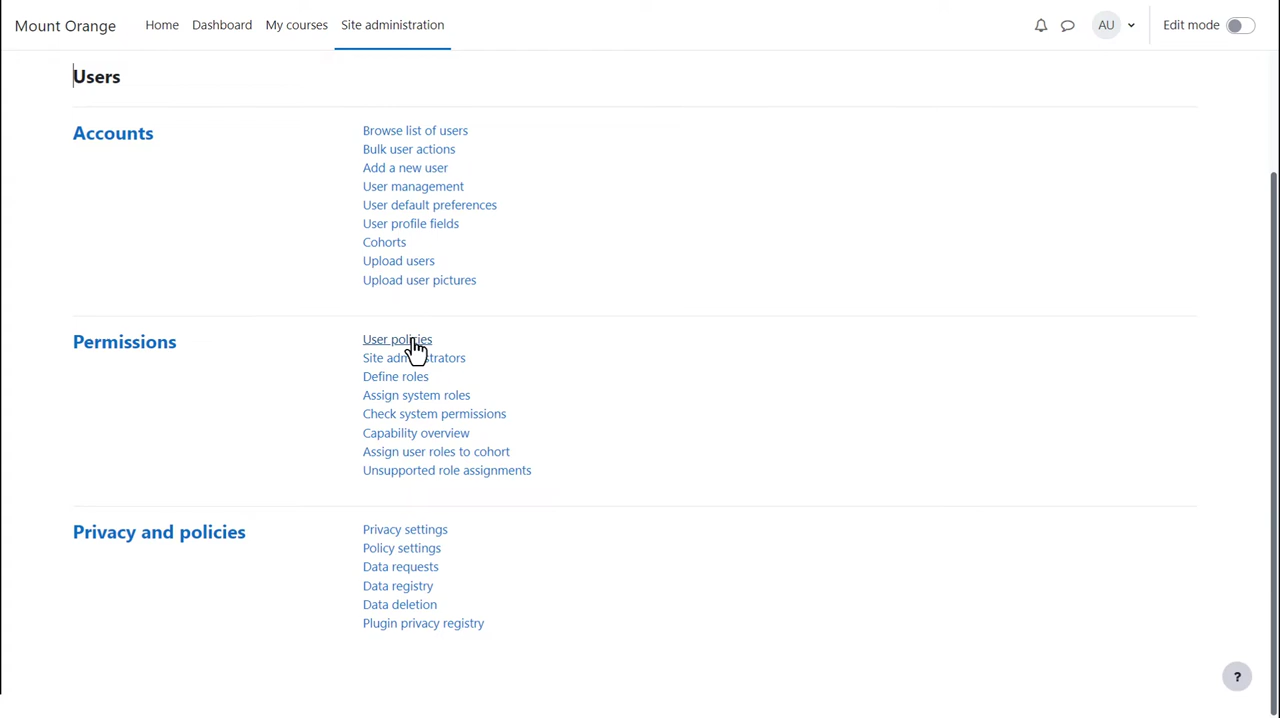 Mount Orange Home Dashboard My courses Site administration AU Edit mode
Users
Accounts
Browse list of users
Bulk user actions
Add a new user
User management
User default preferences
User profile fields
Cohorts
Upload users
Upload user pictures
Permissions
User policies
Site administrators
Define roles
Assign system roles
Check system permissions
Capability overview
Assign user roles to cohort
Unsupported role assignments
Privacy and policies
Privacy settings
Policy settings
Data requests
Data registry
Data deletion
Plugin privacy registry
?